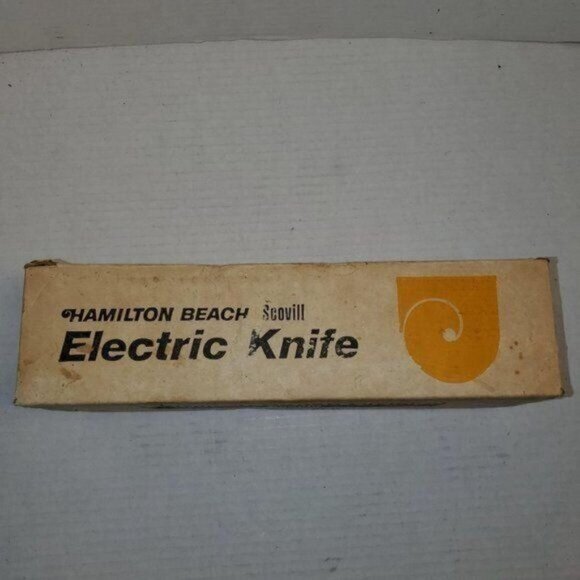 HAMILTON BEACH Scovill
Electric Knife